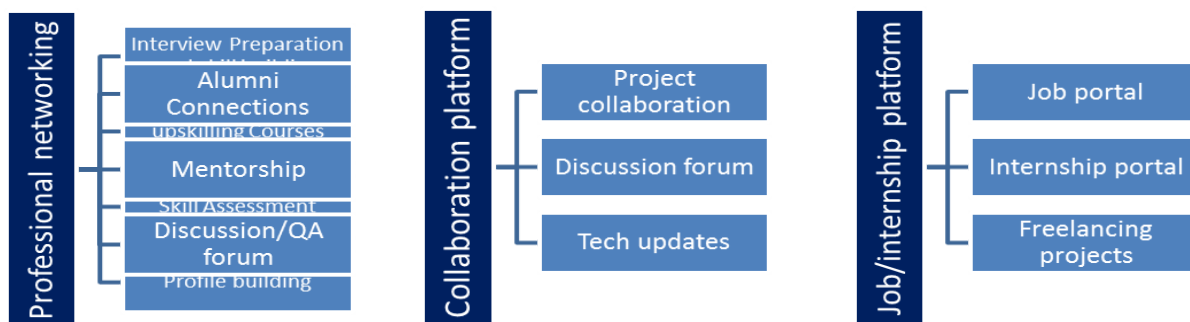 Professional networking
Interview Preparation
Alumni
Connections
upskilling Courses
Mentorship
Skill Assessment
Discussion/QA
forum
Profile building
Collaboration platform
Project
collaboration
Discussion forum
Tech updates
Job/internship platform
Job portal
Internship portal
Freelancing
projects